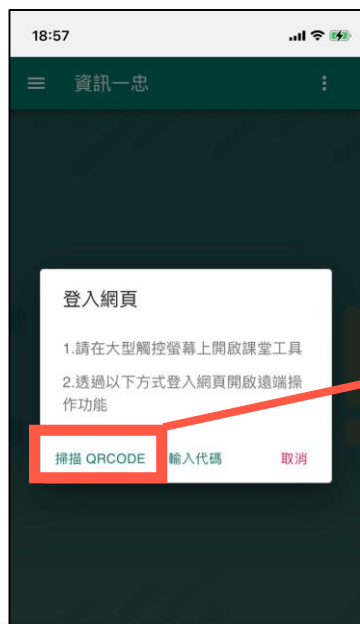 18:57
資訊一忠
登入網頁
1.請在大型觸控螢幕上開啟課堂工具
2.透過以下方式登入網頁開啟遠端操
作功能
掃描 QRCODE 輸入代碼 取消